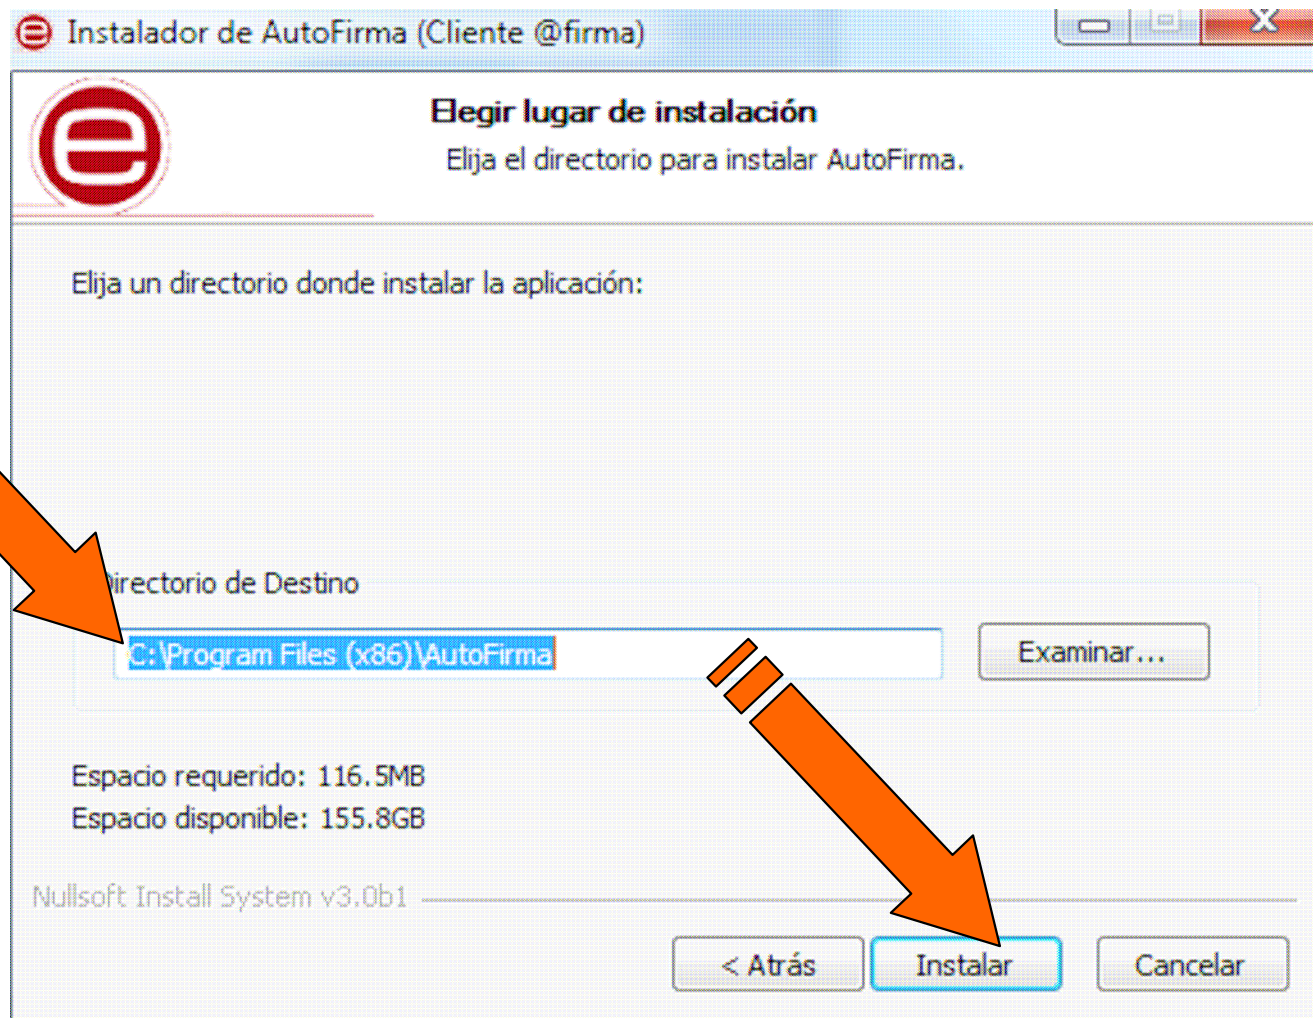 Instalador de AutoFirma (Cliente @firma)
Elegir lugar de instalación
Elija el directorio para instalar AutoFirma.
Elija un directorio donde instalar la aplicación:
irectorio de Destino
C:\Program Files (x86)\AutoFirma
Examinar...
Espacio requerido: 116.5MB
Espacio disponible: 155.8GB
Nullsoft Install System v3.0b1
< Atrás
Instalar
Cancelar